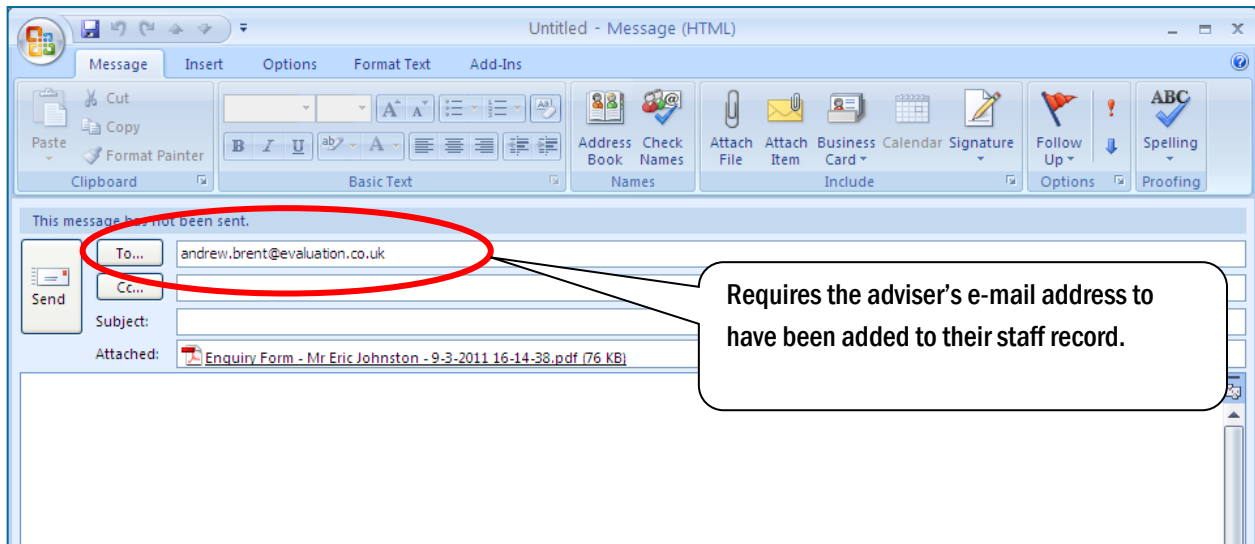 Untitled - Message (HTML)
Message Insert Options Format Text Add-Ins
Cut
Copy
Paste
Format Painter
Clipboard
B I U
Basic Text
Address Book
Check Names
Names
Attach File
Attach Item
Business Card
Calendar
Signature
Include
Follow Up
Options
ABC
Spelling
Proofing
This message has not been sent.
Send
To...
andrew.brent@evaluation.co.uk
Cc...
Subject:
Attached:
Enquiry Form - Mr Eric Johnston - 9-3-2011 16-14-38.pdf (76 KB)
Requires the adviser’s e-mail address to
have been added to their staff record.